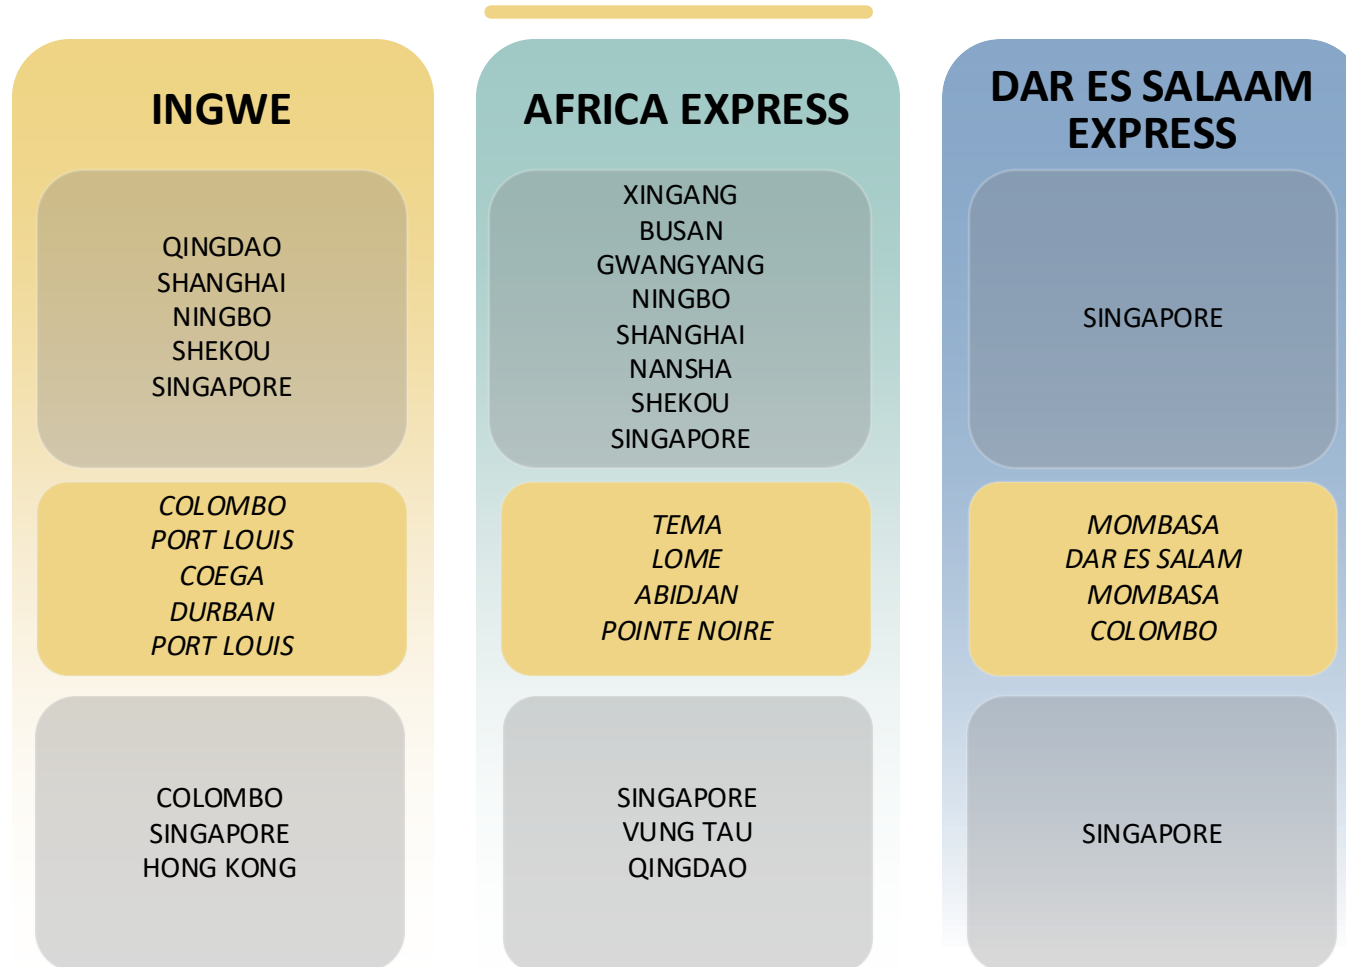 INGWE
QINGDAO
SHANGHAI
NINGBO
SHEKOU
SINGAPORE
COLOMBO
PORT LOUIS
COEGA
DURBAN
PORT LOUIS
COLOMBO
SINGAPORE
HONG KONG
AFRICA EXPRESS
XINGANG
BUSAN
GWANGYANG
NINGBO
SHANGHAI
NANSHA
SHEKOU
SINGAPORE
TEMA
LOME
ABIDJAN
POINTE NOIRE
SINGAPORE
VUNG TAU
QINGDAO
DAR ES SALAAM
EXPRESS
SINGAPORE
MOMBASA
DAR ES SALAM
MOMBASA
COLOMBO
SINGAPORE